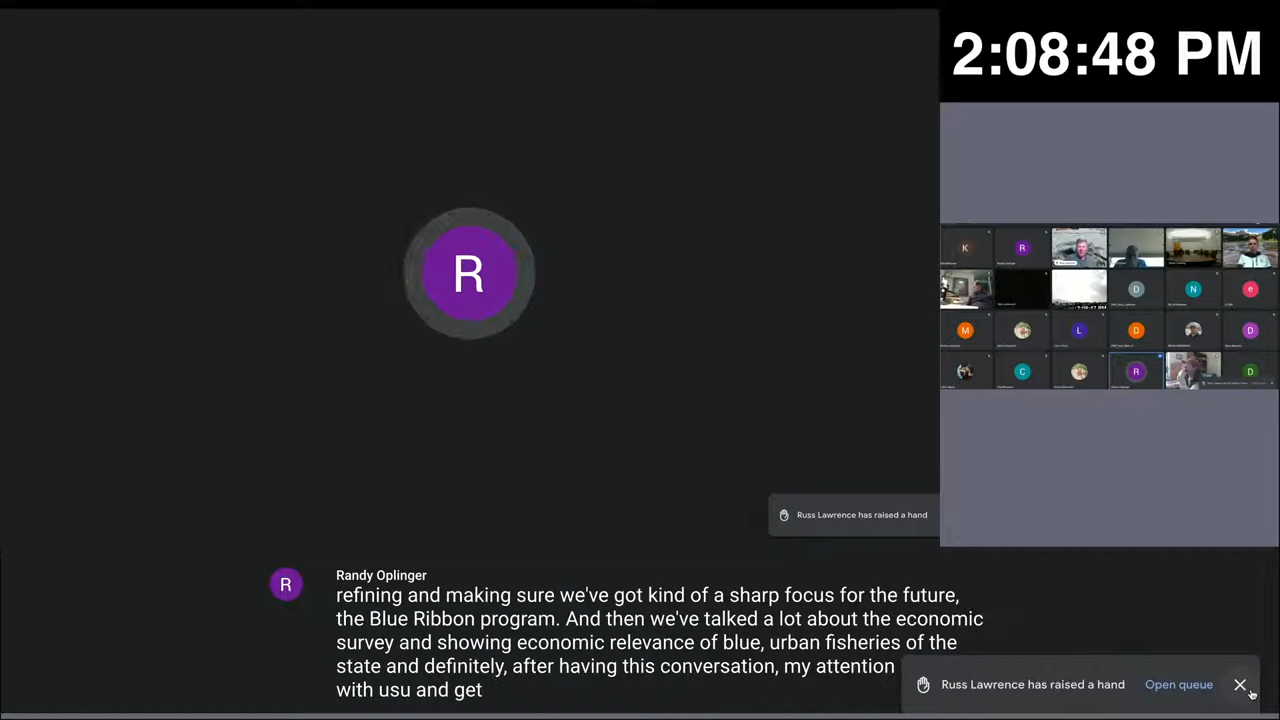 2:08:48 PM
R
K
R
D
N
e
M
L
D
D
C
R
D
Russ Lawrence has raised a hand
R
Randy Oplinger
refining and making sure we've got kind of a sharp focus for the future,
the Blue Ribbon program. And then we've talked a lot about the economic
survey and showing economic relevance of blue, urban fisheries of the
state and definitely, after having this conversation, my attention
with usu and get
Russ Lawrence has raised a hand
Open queue